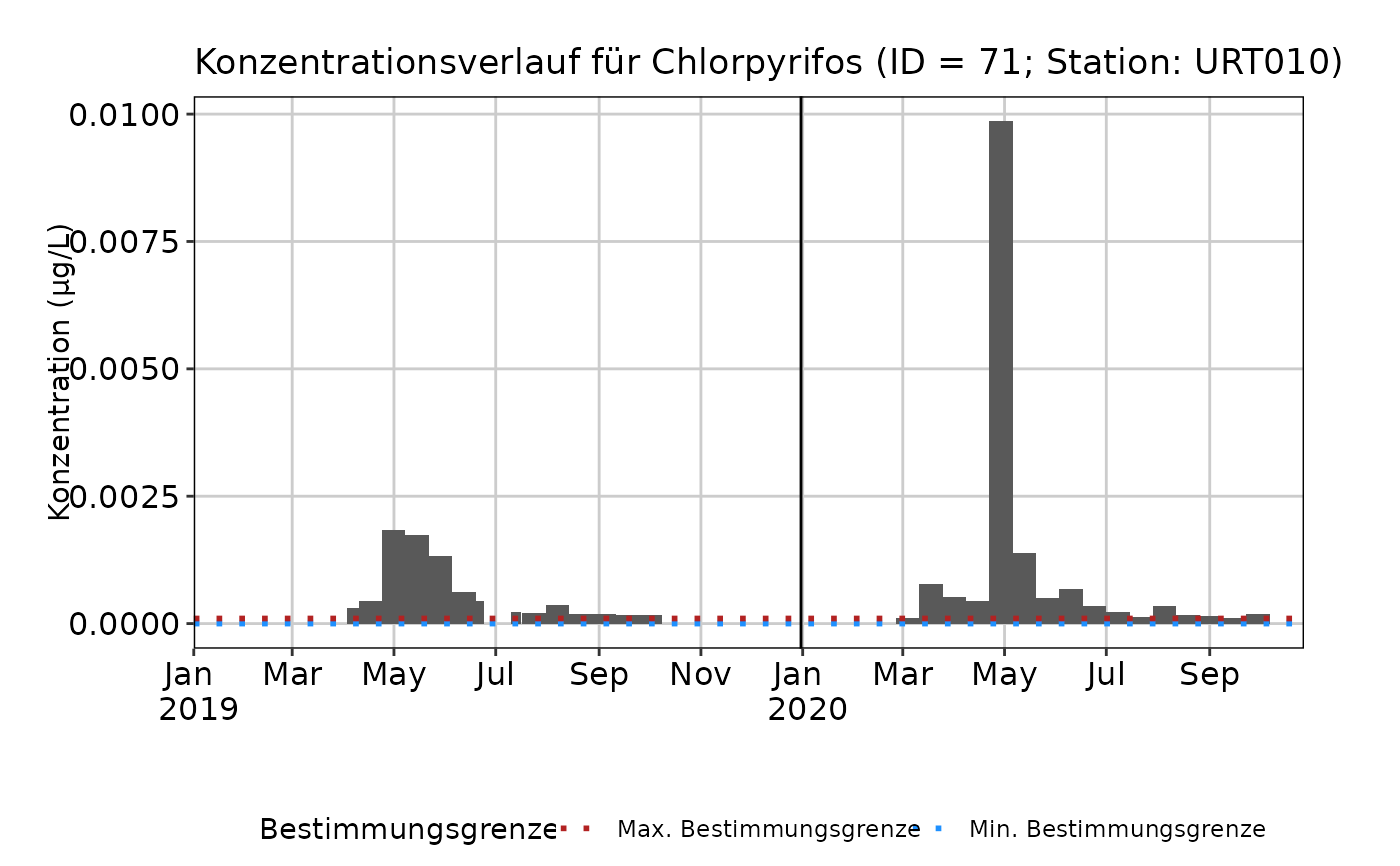 Konzentrationsverlauf für Chlorpyrifos (ID = 71; Station: URT010)
Konzentration (µg/L)
0.0100
0.0075
0.0050
0.0025
0.0000
Jan Mar May Jul Sep Nov Jan Mar May Jul Sep
2019 2020
Bestimmungsgrenze Max. Bestimmungsgrenze Min. Bestimmungsgrenze